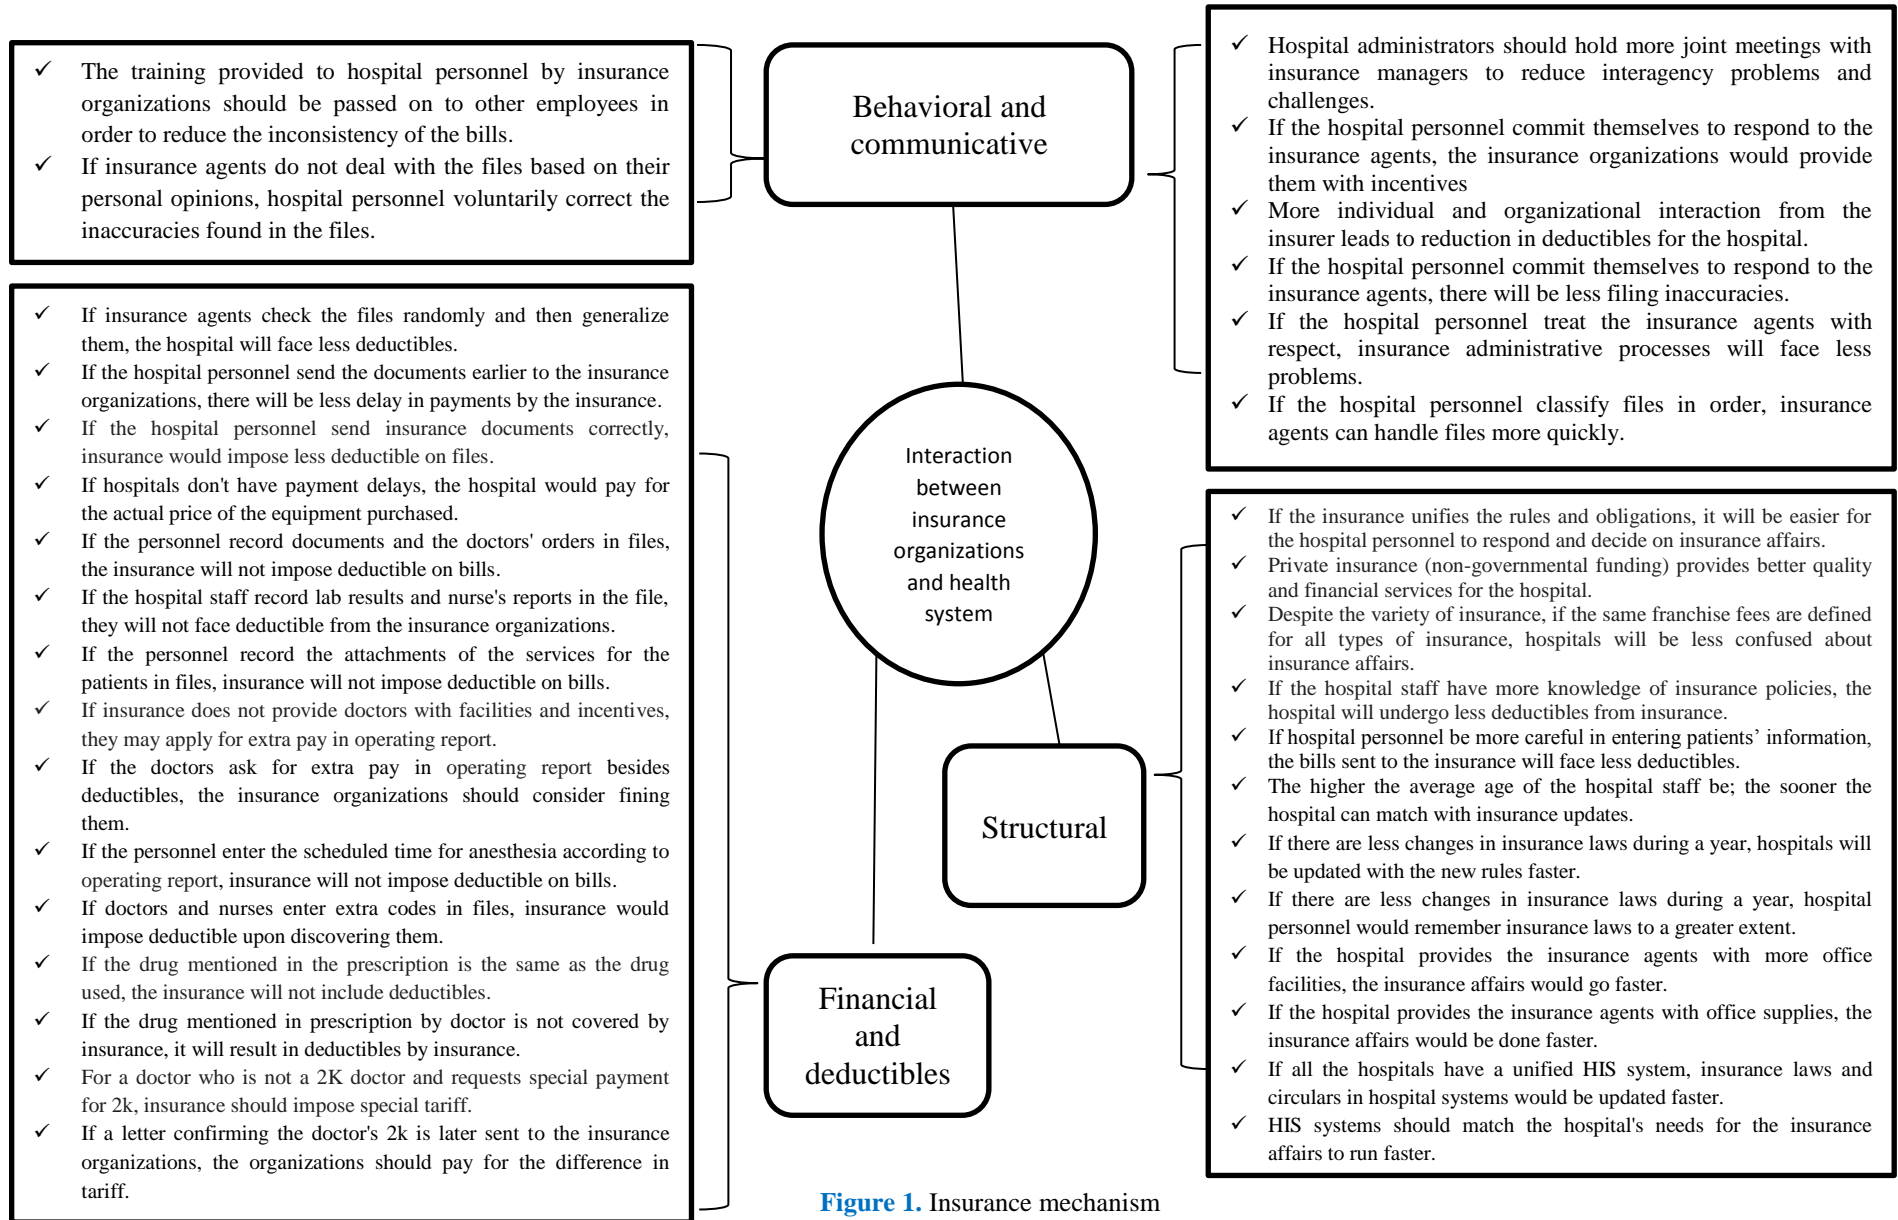 ✓ The training provided to hospital personnel by insurance
organizations should be passed on to other employees in
order to reduce the inconsistency of the bills.
✓ If insurance agents do not deal with the files based on their
personal opinions, hospital personnel voluntarily correct the
inaccuracies found in the files.
Behavioral and
communicative
✓ Hospital administrators should hold more joint meetings with
insurance managers to reduce interagency problems and
challenges.
✓ If the hospital personnel commit themselves to respond to the
insurance agents, the insurance organizations would provide
them with incentives
✓ More individual and organizational interaction from the
insurer leads to reduction in deductibles for the hospital.
✓ If the hospital personnel commit themselves to respond to the
insurance agents, there will be less filing inaccuracies.
✓ If the hospital personnel treat the insurance agents with
respect, insurance administrative processes will face less
problems.
✓ If the hospital personnel classify files in order, insurance
agents can handle files more quickly.
✓ If insurance agents check the files randomly and then generalize
them, the hospital will face less deductibles.
✓ If the hospital personnel send the documents earlier to the insurance
organizations, there will be less delay in payments by the insurance.
✓ If the hospital personnel send insurance documents correctly,
insurance would impose less deductible on files.
✓ If hospitals don't have payment delays, the hospital would pay for
the actual price of the equipment purchased.
✓ If the personnel record documents and the doctors' orders in files,
the insurance will not impose deductible on bills.
✓ If the hospital staff record lab results and nurse's reports in the file,
they will not face deductible from the insurance organizations.
✓ If the personnel record the attachments of the services for the
patients in files, insurance will not impose deductible on bills.
✓ If insurance does not provide doctors with facilities and incentives,
they may apply for extra pay in operating report.
✓ If the doctors ask for extra pay in operating report besides
deductibles, the insurance organizations should consider fining
them.
✓ If the personnel enter the scheduled time for anesthesia according to
operating report, insurance will not impose deductible on bills.
✓ If doctors and nurses enter extra codes in files, insurance would
impose deductible upon discovering them.
✓ If the drug mentioned in the prescription is the same as the drug
used, the insurance will not include deductibles.
✓ If the drug mentioned in prescription by doctor is not covered by
insurance, it will result in deductibles by insurance.
✓ For a doctor who is not a 2K doctor and requests special payment
for 2k, insurance should impose special tariff.
✓ If a letter confirming the doctor's 2k is later sent to the insurance
organizations, the organizations should pay for the difference in
tariff.
Interaction
between
insurance
organizations
and health
system
Structural
Financial
and
deductibles
✓ If the insurance unifies the rules and obligations, it will be easier for
the hospital personnel to respond and decide on insurance affairs.
✓ Private insurance (non-governmental funding) provides better quality
and financial services for the hospital.
✓ Despite the variety of insurance, if the same franchise fees are defined
for all types of insurance, hospitals will be less confused about
insurance affairs.
✓ If the hospital staff have more knowledge of insurance policies, the
hospital will undergo less deductibles from insurance.
✓ If hospital personnel be more careful in entering patients’ information,
the bills sent to the insurance will face less deductibles.
✓ The higher the average age of the hospital staff be; the sooner the
hospital can match with insurance updates.
✓ If there are less changes in insurance laws during a year, hospitals will
be updated with the new rules faster.
✓ If there are less changes in insurance laws during a year, hospital
personnel would remember insurance laws to a greater extent.
✓ If the hospital provides the insurance agents with more office
facilities, the insurance affairs would go faster.
✓ If the hospital provides the insurance agents with office supplies, the
insurance affairs would be done faster.
✓ If all the hospitals have a unified HIS system, insurance laws and
circulars in hospital systems would be updated faster.
✓ HIS systems should match the hospital's needs for the insurance
affairs to run faster.
Figure 1. Insurance mechanism